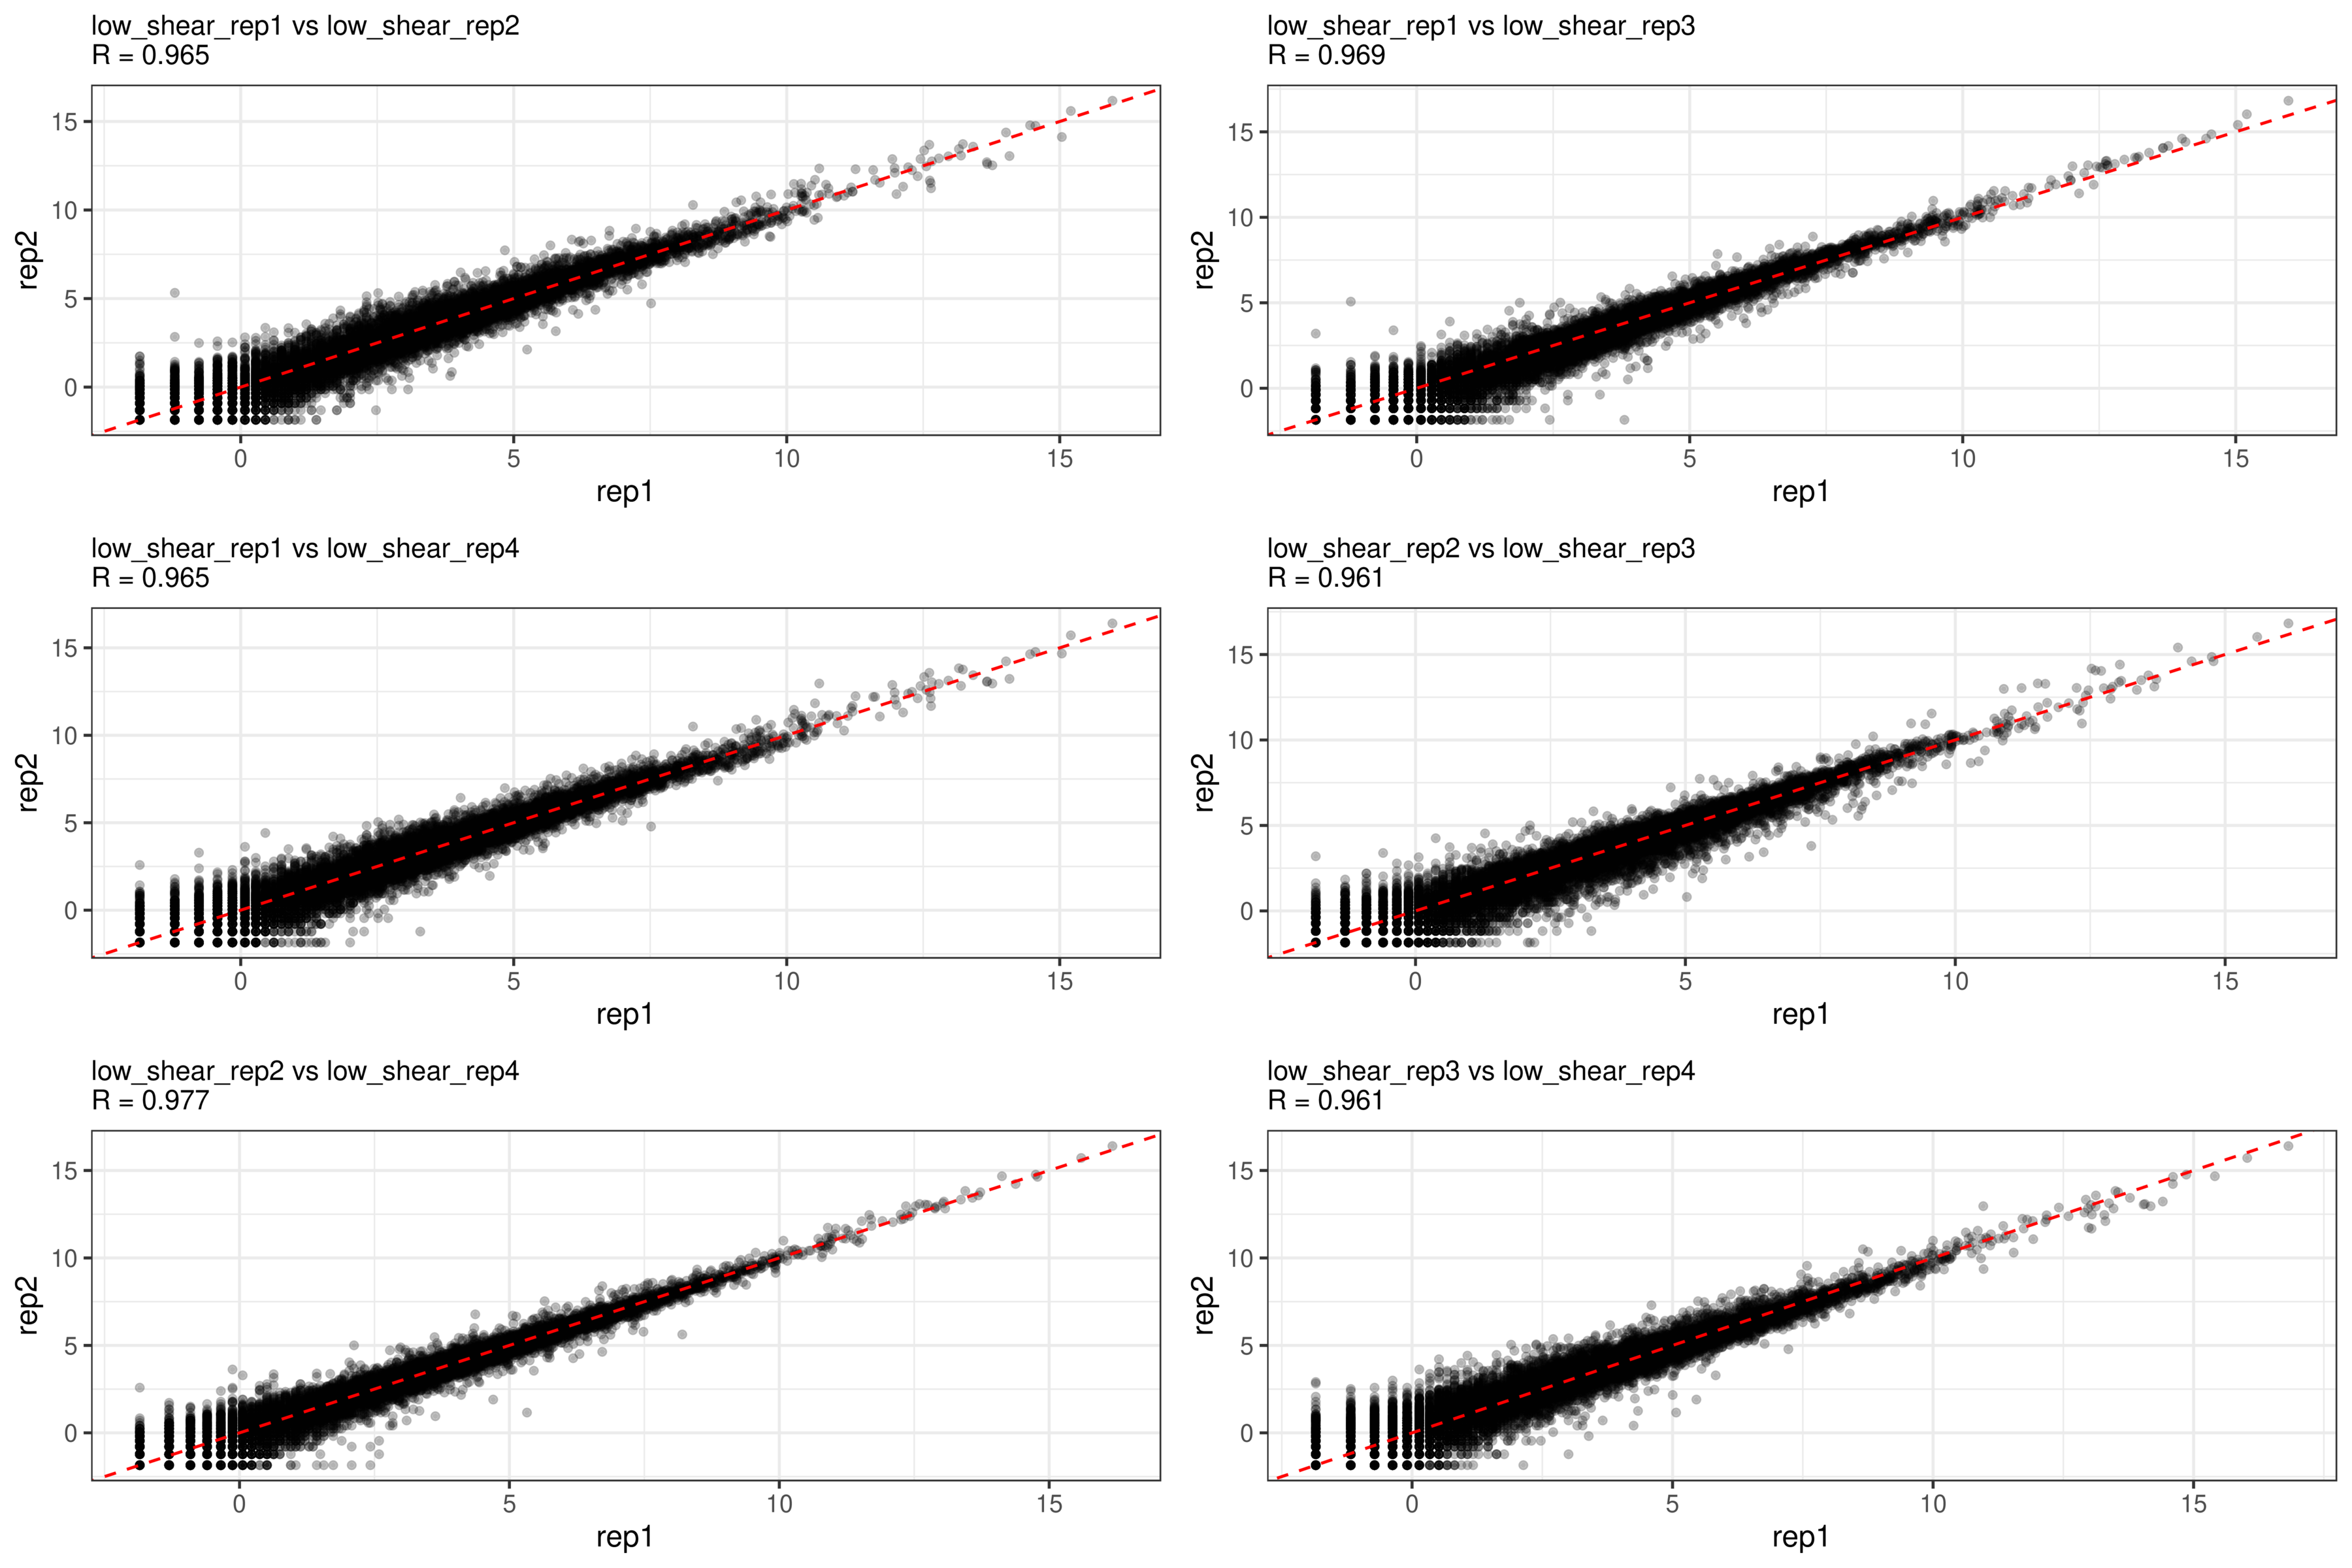 low_shear_rep1 vs low_shear_rep2
R = 0.965
15
10
5
0
rep2
0 5 10 15
rep1
low_shear_rep1 vs low_shear_rep3
R = 0.969
15
10
5
0
rep2
0 5 10 15
rep1
low_shear_rep1 vs low_shear_rep4
R = 0.965
15
10
5
0
rep2
0 5 10 15
rep1
low_shear_rep2 vs low_shear_rep3
R = 0.961
15
10
5
0
rep2
0 5 10 15
rep1
low_shear_rep2 vs low_shear_rep4
R = 0.977
15
10
5
0
rep2
0 5 10 15
rep1
low_shear_rep3 vs low_shear_rep4
R = 0.961
15
10
5
0
rep2
0 5 10 15
rep1